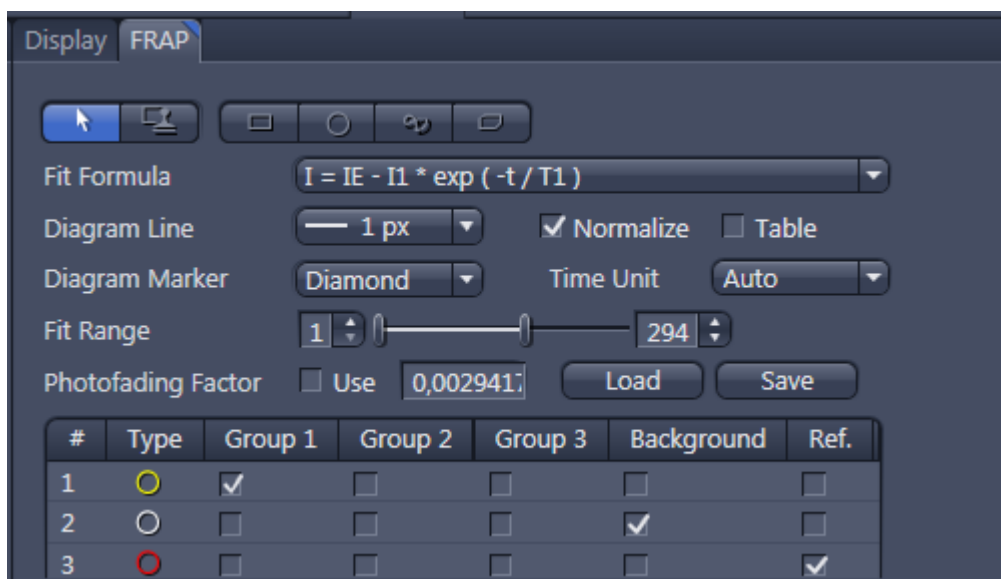 Display FRAP
Fit Formula I = IE - I1 * exp ( -t / T1 )
Diagram Line 1 px Normalize Table
Diagram Marker Diamond Time Unit Auto
Fit Range 1 294
Photofading Factor Use 0,0029417 Load Save
# Type Group 1 Group 2 Group 3 Background Ref.
1
2
3